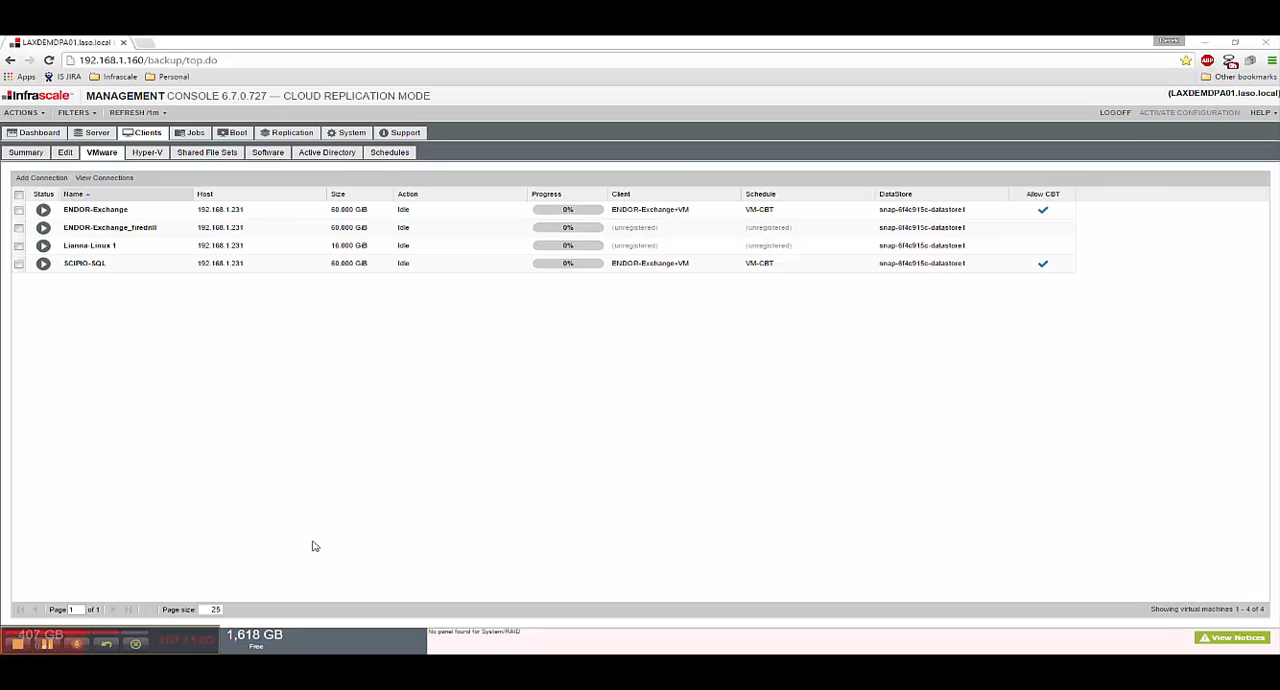 LAXDEMDPA01.laso.local
192.168.1.160/backup/top.do
Apps IS JIRA Infrascale Personal Other bookmarks
Infrascale MANAGEMENT CONSOLE 6.7.0.727 — CLOUD REPLICATION MODE (LAXDEMDPA01.laso.local)
ACTIONS FILTERS REFRESH /1m LOGOFF ACTIVATE CONFIGURATION HELP
Dashboard Server Clients Jobs Boot Replication System Support
Summary Edit VMware Hyper-V Shared File Sets Software Active Directory Schedules
Add Connection View Connections
Status Name Host Size Action Progress Client Schedule DataStore Allow CBT
ENDOR-Exchange 192.168.1.231 60.000 GiB Idle 0% ENDOR-Exchange+VM VM-CBT snap-6f4c915c-datastore1
ENDOR-Exchange_firedrill 192.168.1.231 60.000 GiB Idle 0% (unregistered) (unregistered) snap-6f4c915c-datastore1
Lianna-Linux 1 192.168.1.231 16.000 GiB Idle 0% (unregistered) (unregistered) snap-6f4c915c-datastore1
SCIPIO-SQL 192.168.1.231 60.000 GiB Idle 0% ENDOR-Exchange+VM VM-CBT snap-6f4c915c-datastore1
Page 1 of 1 Page size: 25 Showing virtual machines 1 - 4 of 4
407 GB 1:07 / 5:00 1,618 GB No panel found for System/RAID View Notices
Free